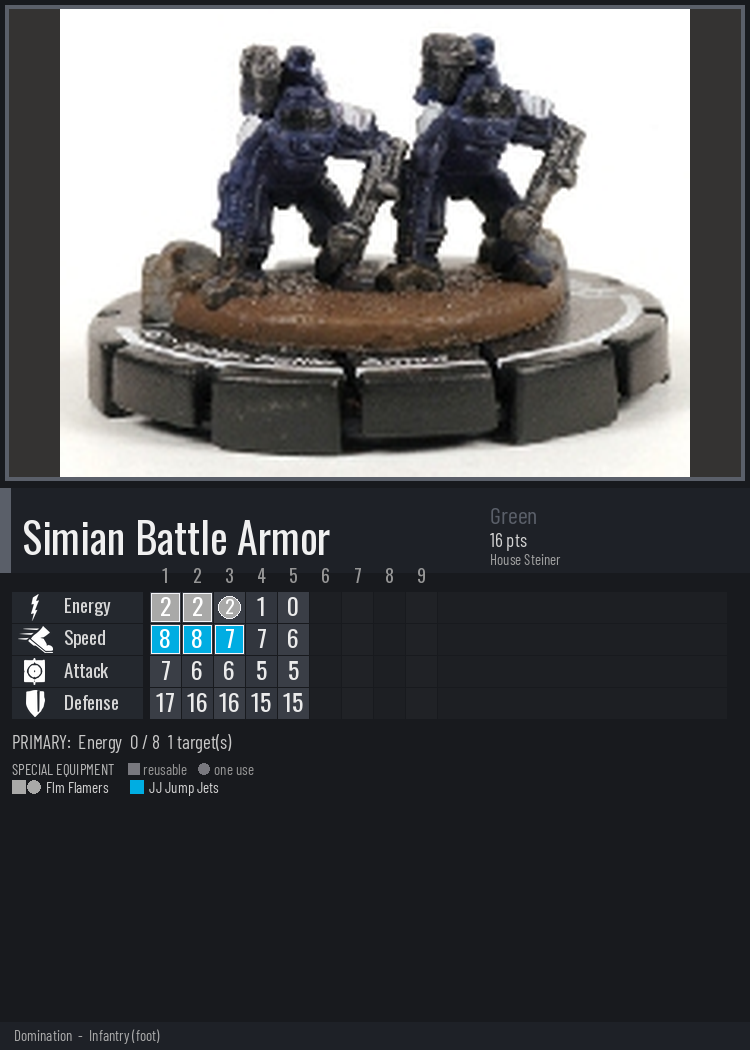 Simian Battle Armor
Green
16 pts
House Steiner
1 2 3 4 5 6 7 8 9
Energy 2 2 2 1 0
Speed 8 8 7 7 6
Attack 7 6 6 5 5
Defense 17 16 16 15 15
PRIMARY: Energy 0 / 8 1 target(s)
SPECIAL EQUIPMENT reusable one use
Flm Flamers JJ Jump Jets
Domination - Infantry (foot)